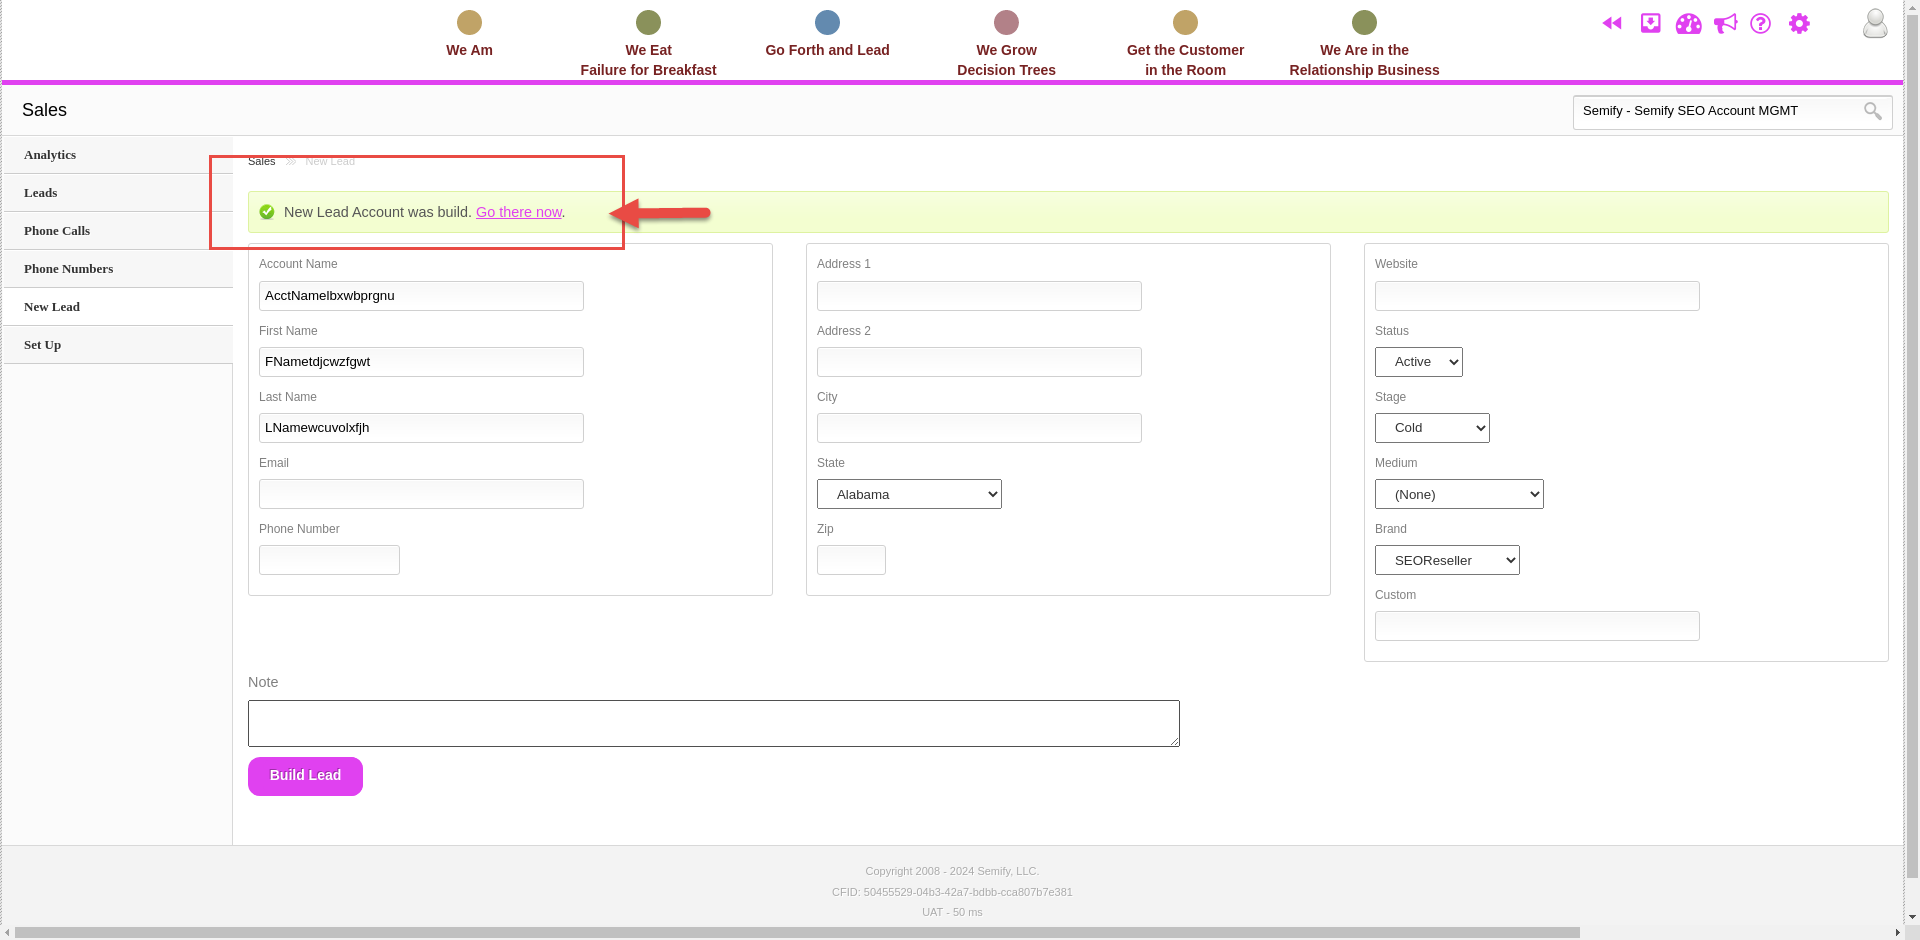 We Am
We Eat
Failure for Breakfast
Go Forth and Lead
We Grow
Decision Trees
Get the Customer
in the Room
We Are in the
Relationship Business
Sales
Semify - Semify SEO Account MGMT
Analytics
Leads
Phone Calls
Phone Numbers
New Lead
Set Up
Sales New Lead
New Lead Account was build. Go there now.
Account Name
AcctNamelbxwbprgnu
First Name
FNametdjcwzfgwt
Last Name
LNamewcuvolxfjh
Email
Phone Number
Address 1
Address 2
City
State
Alabama
Zip
Website
Status
Active
Stage
Cold
Medium
(None)
Brand
SEOReseller
Custom
Note
Build Lead
Copyright 2008 - 2024 Semify, LLC.
CFID: 50455529-04b3-42a7-bdbb-cca807b7e381
UAT - 50 ms